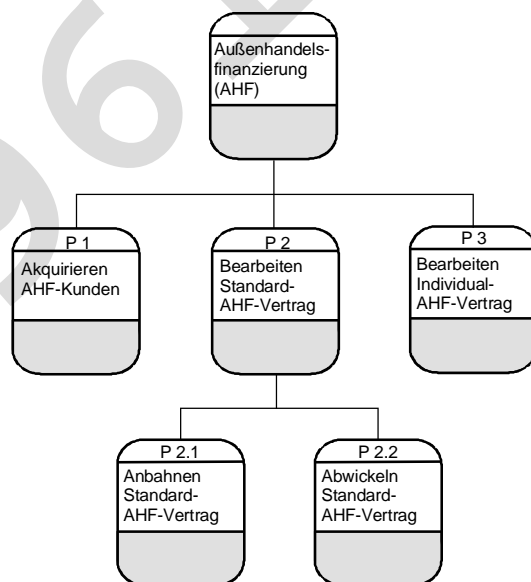 Außenhandels-
finanzierung
(AHF)
P 1
Akquirieren
AHF-Kunden
P 2
Bearbeiten
Standard-
AHF-Vertrag
P 3
Bearbeiten
Individual-
AHF-Vertrag
P 2.1
Anbahnen
Standard-
AHF-Vertrag
P 2.2
Abwickeln
Standard-
AHF-Vertrag